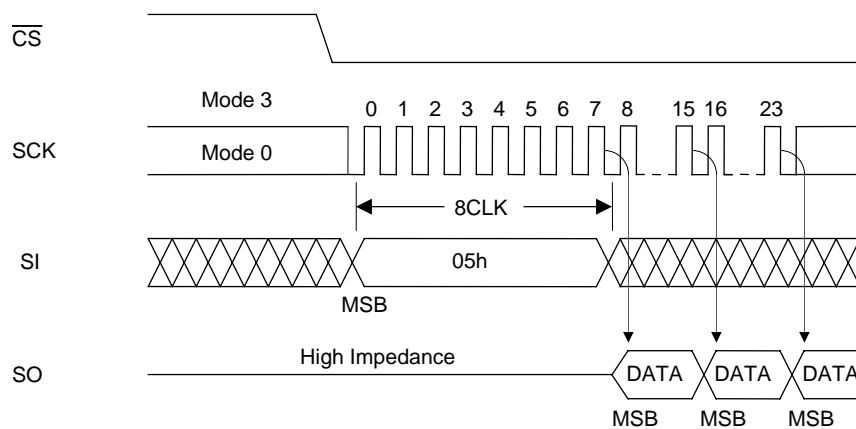 CS
Mode 3
0 1 2 3 4 5 6 7 8 15 16 23
SCK
Mode 0
8CLK
SI
05h
MSB
High Impedance
SO
DATA DATA DATA
MSB MSB MSB